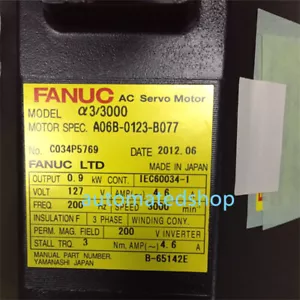 FANUC AC Servo Motor
MODEL α3/3000
MOTOR SPEC. A06B-0123-B077
No. C034P5769 DATE 2012.06
FANUC LTD MADE IN JAPAN
OUTPUT 0.9 kW CONT. IEC60034-1
VOLT 127 V AMP(~) 4.6
FREQ 200 Hz SPEED 3000 min
automatedshop
INSULATION F 3 PHASE WINDING CONY.
PERM. MAG. FIELD 200 V INVERTER
STALL TRQ. 3 Nm, AMP(~) 4.6 A
MANUAL PART NUMBER. B-65142E
YAMANASHI JAPAN